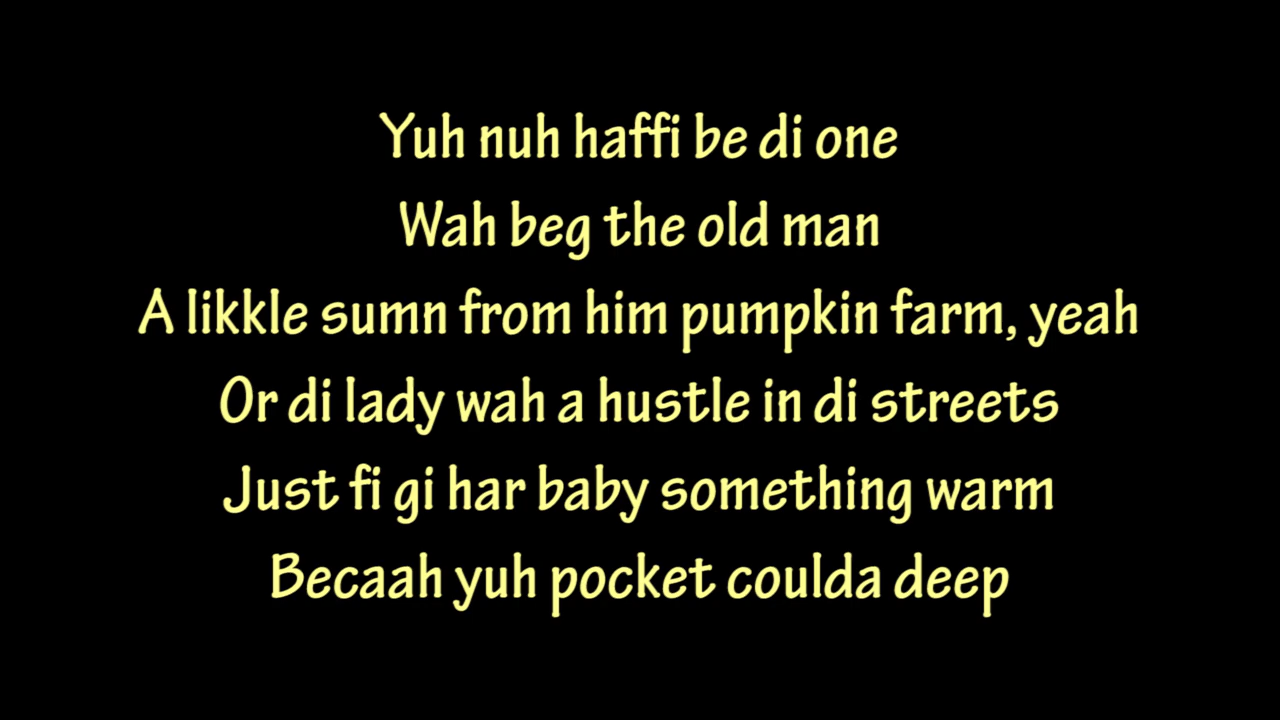 Yuh nuh haffi be di one
Wah beg the old man
A likkle sumn from him pumpkin farm, yeah
Or di lady wah a hustle in di streets
Just fi gi har baby something warm
Becaah yuh pocket coulda deep